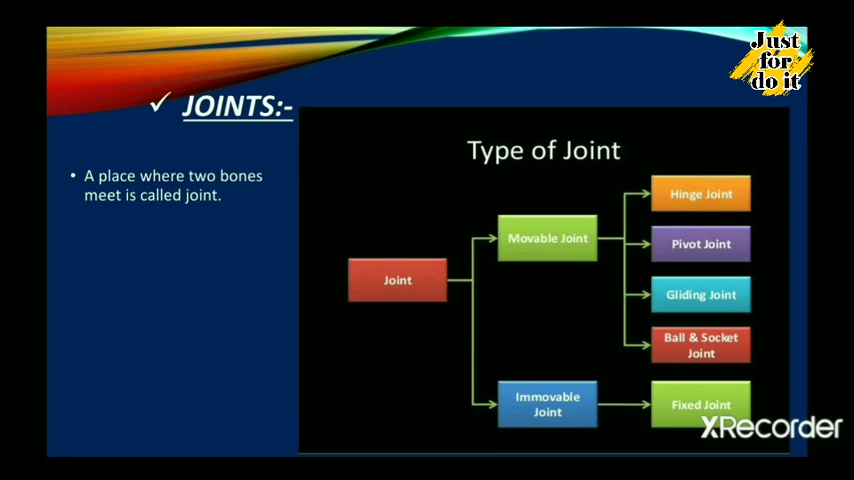 Just
for
do it
✓ JOINTS:-
• A place where two bones
meet is called joint.
Type of Joint
Joint
Movable Joint
Hinge Joint
Pivot Joint
Gliding Joint
Ball & Socket
Joint
Immovable
Joint
Fixed Joint
XRecorder